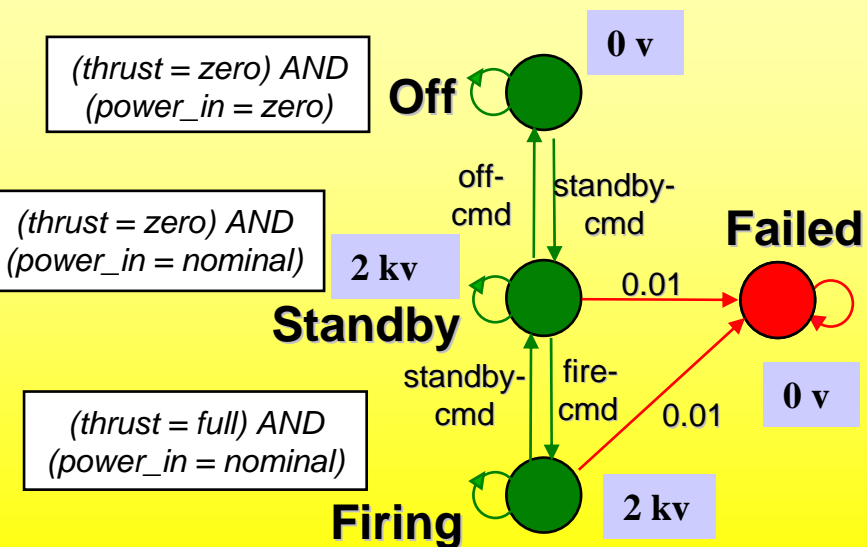 0 v
(thrust = zero) AND
(power_in = zero)
Off
off-
cmd
standby-
cmd
(thrust = zero) AND
(power_in = nominal)
2 kv
Standby
Failed
0.01
standby-
cmd
fire-
cmd
0.01
0 v
(thrust = full) AND
(power_in = nominal)
Firing
2 kv